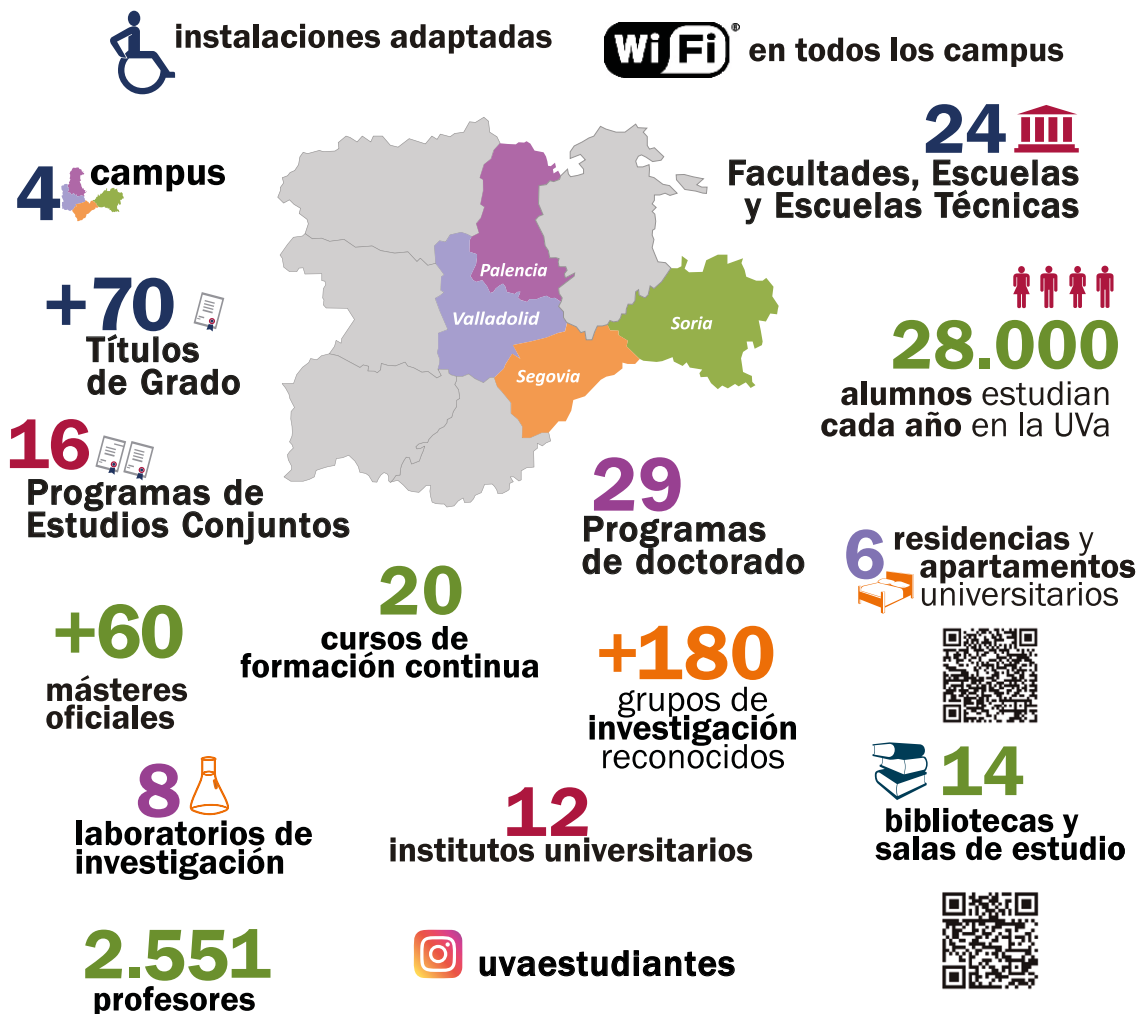 instalaciones adaptadas
WiFi® en todos los campus
4 campus
24
Facultades, Escuelas
y Escuelas Técnicas
+70
Títulos
de Grado
Palencia
Valladolid
Soria
Segovia
28.000
alumnos estudian
cada año en la UVa
16
Programas de
Estudios Conjuntos
29
Programas
de doctorado
6 residencias y
apartamentos
universitarios
+60
másteres
oficiales
20
cursos de
formación continua
+180
grupos de
investigación
reconocidos
8
laboratorios de
investigación
12
institutos universitarios
14
bibliotecas y
salas de estudio
2.551
profesores
uvaestudiantes